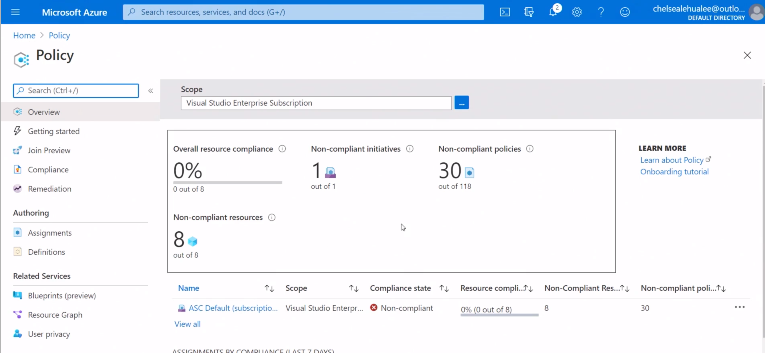 Microsoft Azure
Search resources, services, and docs (G+/)
2
chelsealehualee@outlo...
DEFAULT DIRECTORY
Home > Policy
Policy
Search (Ctrl+/)
Overview
Getting started
Join Preview
Compliance
Remediation
Authoring
Assignments
Definitions
Related Services
Blueprints (preview)
Resource Graph
User privacy
Scope
Visual Studio Enterprise Subscription
...
Overall resource compliance
0%
0 out of 8
Non-compliant initiatives
1
out of 1
Non-compliant policies
30
out of 118
Non-compliant resources
8
out of 8
LEARN MORE
Learn about Policy
Onboarding tutorial
Name Scope Compliance state Resource compli... Non-Compliant Res... Non-compliant poli...
ASC Default (subscriptio... Visual Studio Enterpr... Non-compliant 0% (0 out of 8) 8 30 ...
View all
ASSIGNMENTS BY COMPLIANCE (LAST 7 DAYS)